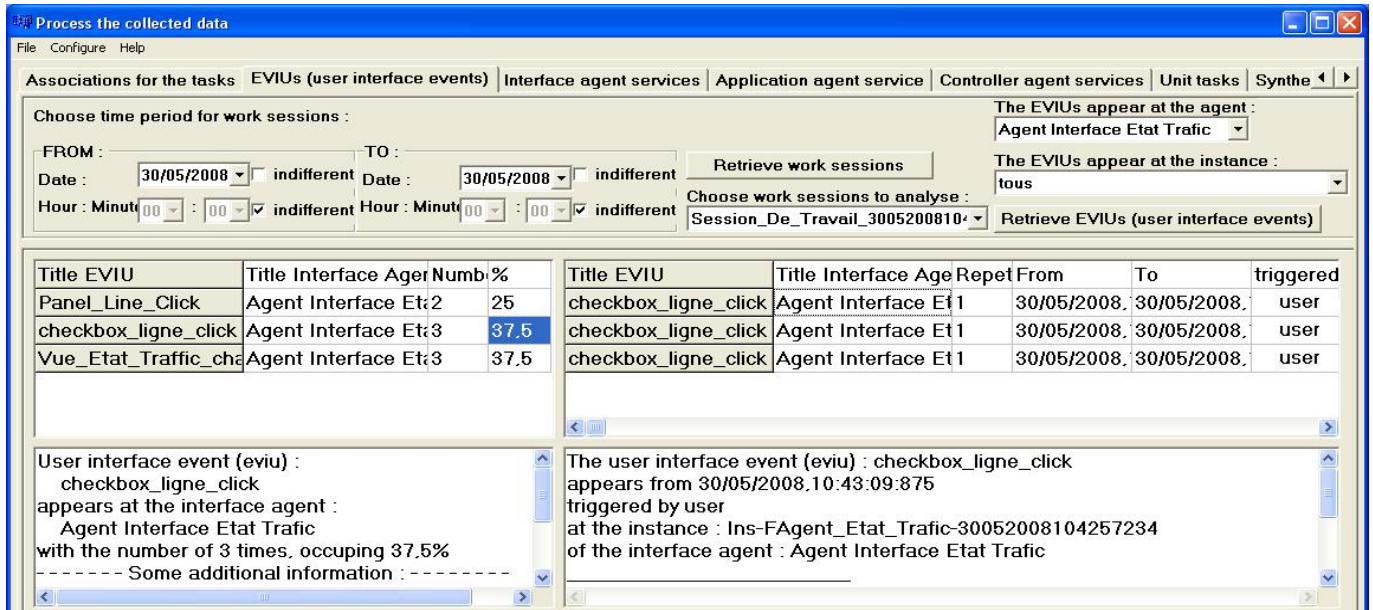 Process the collected data
File Configure Help
Associations for the tasks EVIUs (user interface events) Interface agent services Application agent service Controller agent services Unit tasks Synthe
Choose time period for work sessions :
The EVIUs appear at the agent :
Agent Interface Etat Trafic
FROM : TO :
Date : 30/05/2008 indifferent Date : 30/05/2008 indifferent
Retrieve work sessions
The EVIUs appear at the instance :
tous
Hour : Minut 00 : 00 indifferent Hour : Minut 00 : 00 indifferent
Choose work sessions to analyse :
Session_De_Travail_3005200810
Retrieve EVIUs (user interface events)
Title EVIU Title Interface Ager Numb %
Panel_Line_Click Agent Interface Eta 2 25
checkbox_ligne_click Agent Interface Eta 3 37,5
Vue_Etat_Traffic_cha Agent Interface Eta 3 37,5
Title EVIU Title Interface Age Repet From To triggered
checkbox_ligne_click Agent Interface Et 1 30/05/2008, 30/05/2008, user
checkbox_ligne_click Agent Interface Et 1 30/05/2008, 30/05/2008, user
checkbox_ligne_click Agent Interface Et 1 30/05/2008, 30/05/2008, user
User interface event (eviu) :
checkbox_ligne_click
appears at the interface agent :
Agent Interface Etat Trafic
with the number of 3 times, occuping 37,5%
- - - - - - - Some additional information : - - - - - - - -
The user interface event (eviu) : checkbox_ligne_click
appears from 30/05/2008,10:43:09:875
triggered by user
at the instance : Ins-FAgent_Etat_Trafic-30052008104257234
of the interface agent : Agent Interface Etat Trafic